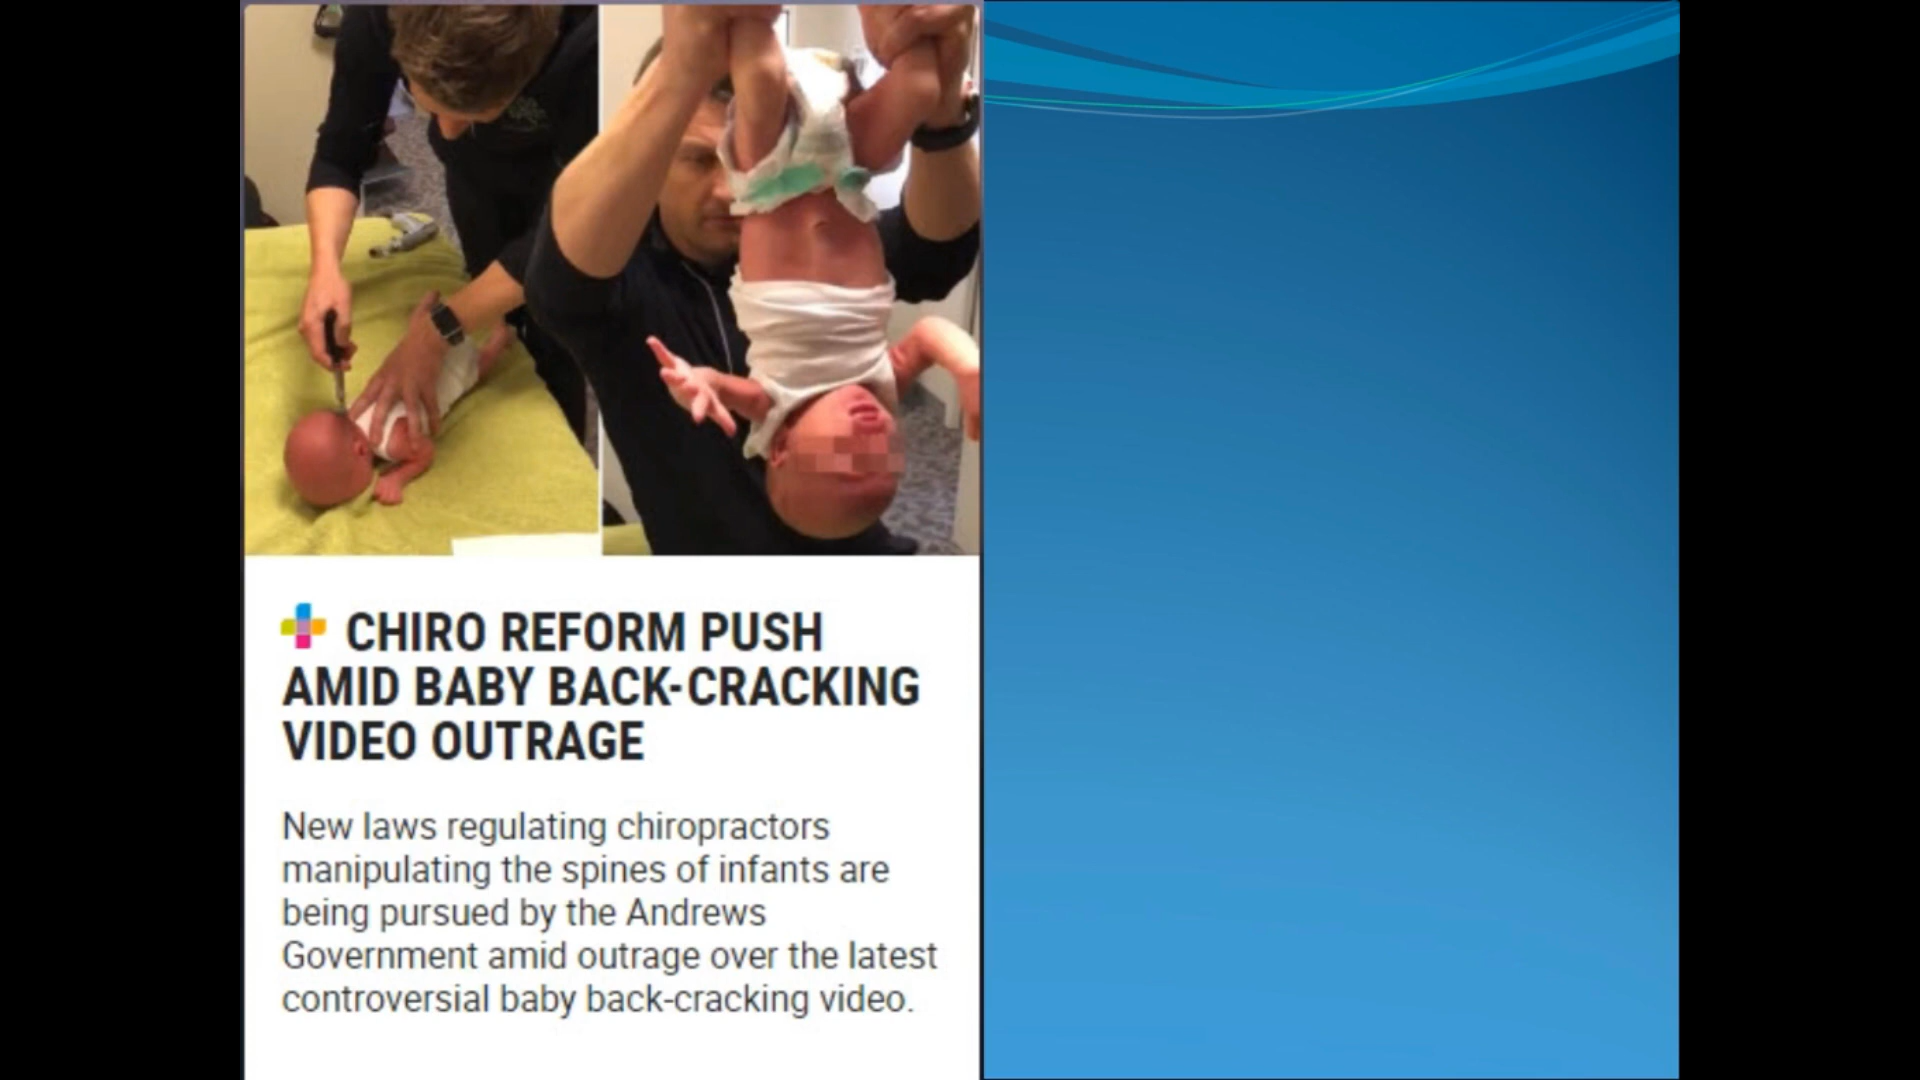 CHIRO REFORM PUSH
AMID BABY BACK-CRACKING
VIDEO OUTRAGE
New laws regulating chiropractors
manipulating the spines of infants are
being pursued by the Andrews
Government amid outrage over the latest
controversial baby back-cracking video.